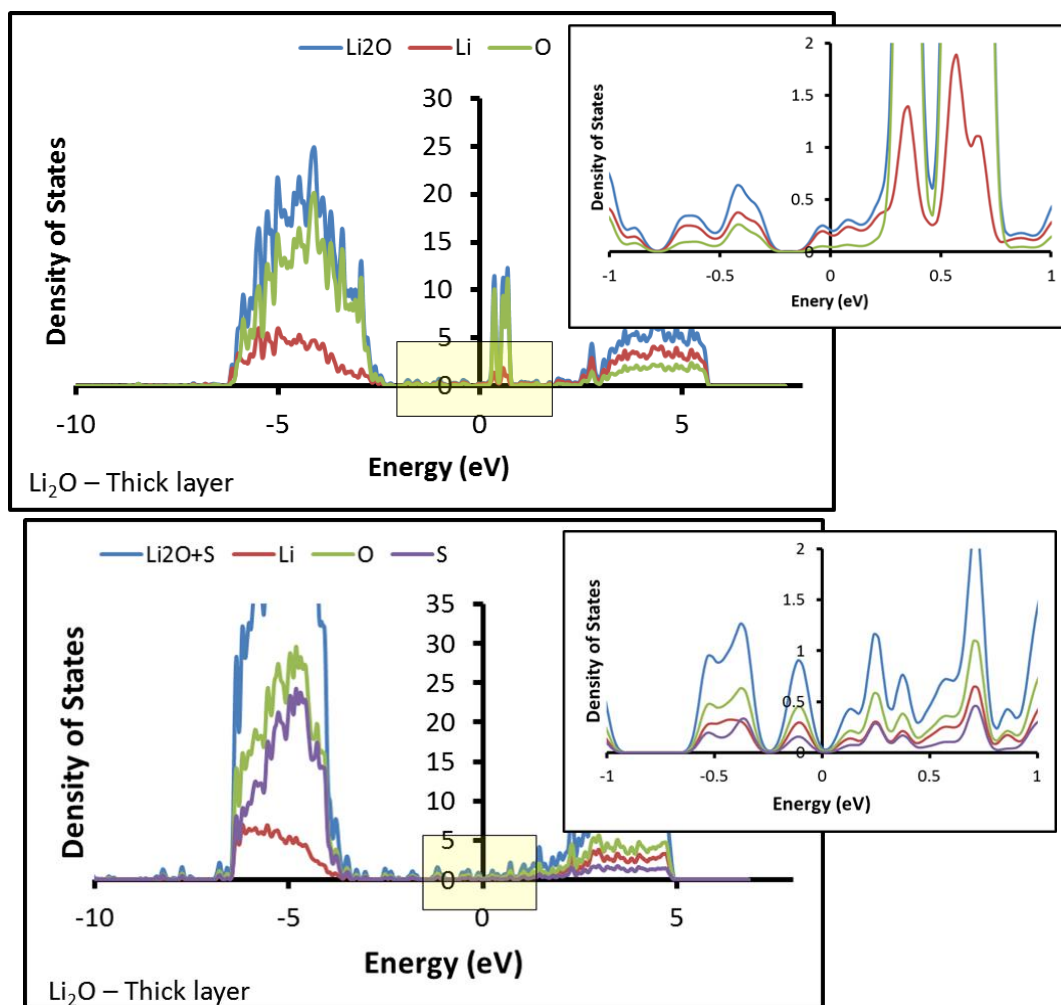 Li2O Li O
Density of States
30
25
20
15
10
5
0
-10 -5 0 5
Energy (eV)
Li₂O – Thick layer
Density of States
2
1.5
1
0.5
0
-1 -0.5 0 0.5 1
Enery (eV)
Li2O+S Li O S
Density of States
35
30
25
20
15
10
5
0
-10 -5 0 5
Energy (eV)
Li₂O – Thick layer
Density of States
2
1.5
1
0.5
0
-1 -0.5 0 0.5 1
Energy (eV)